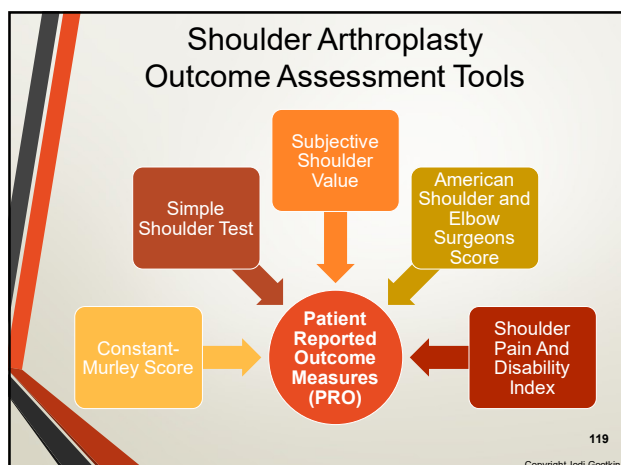 Shoulder Arthroplasty
Outcome Assessment Tools
Subjective
Shoulder
Value
Simple
Shoulder Test
American
Shoulder and
Elbow
Surgeons
Score
Constant-
Murley Score
Patient
Reported
Outcome
Measures
(PRO)
Shoulder
Pain And
Disability
Index
119